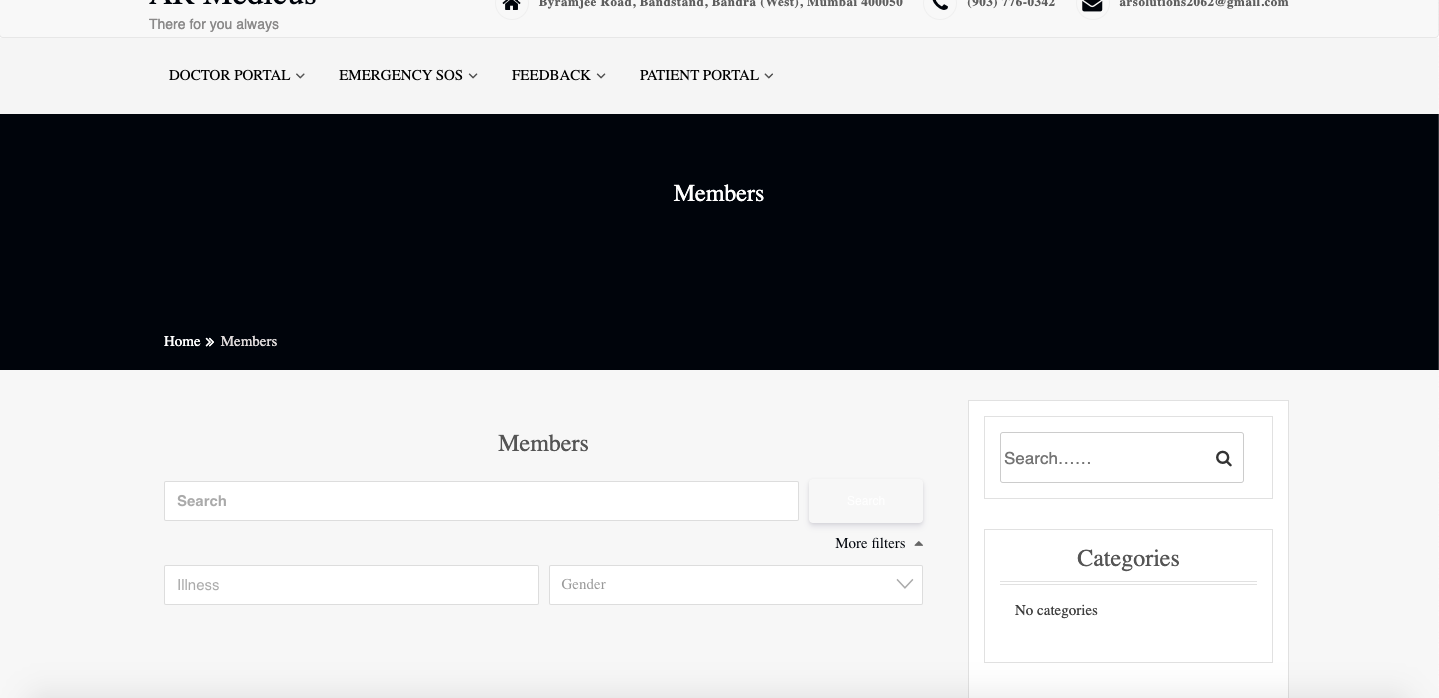 AR Medicus
There for you always
Byramjee Road, Bandstand, Bandra (West), Mumbai 400050
(903) 776-0342
arsolutions2062@gmail.com
DOCTOR PORTAL
EMERGENCY SOS
FEEDBACK
PATIENT PORTAL
Members
Home » Members
Members
Search
Search
More filters
Illness
Gender
Search……
Categories
No categories